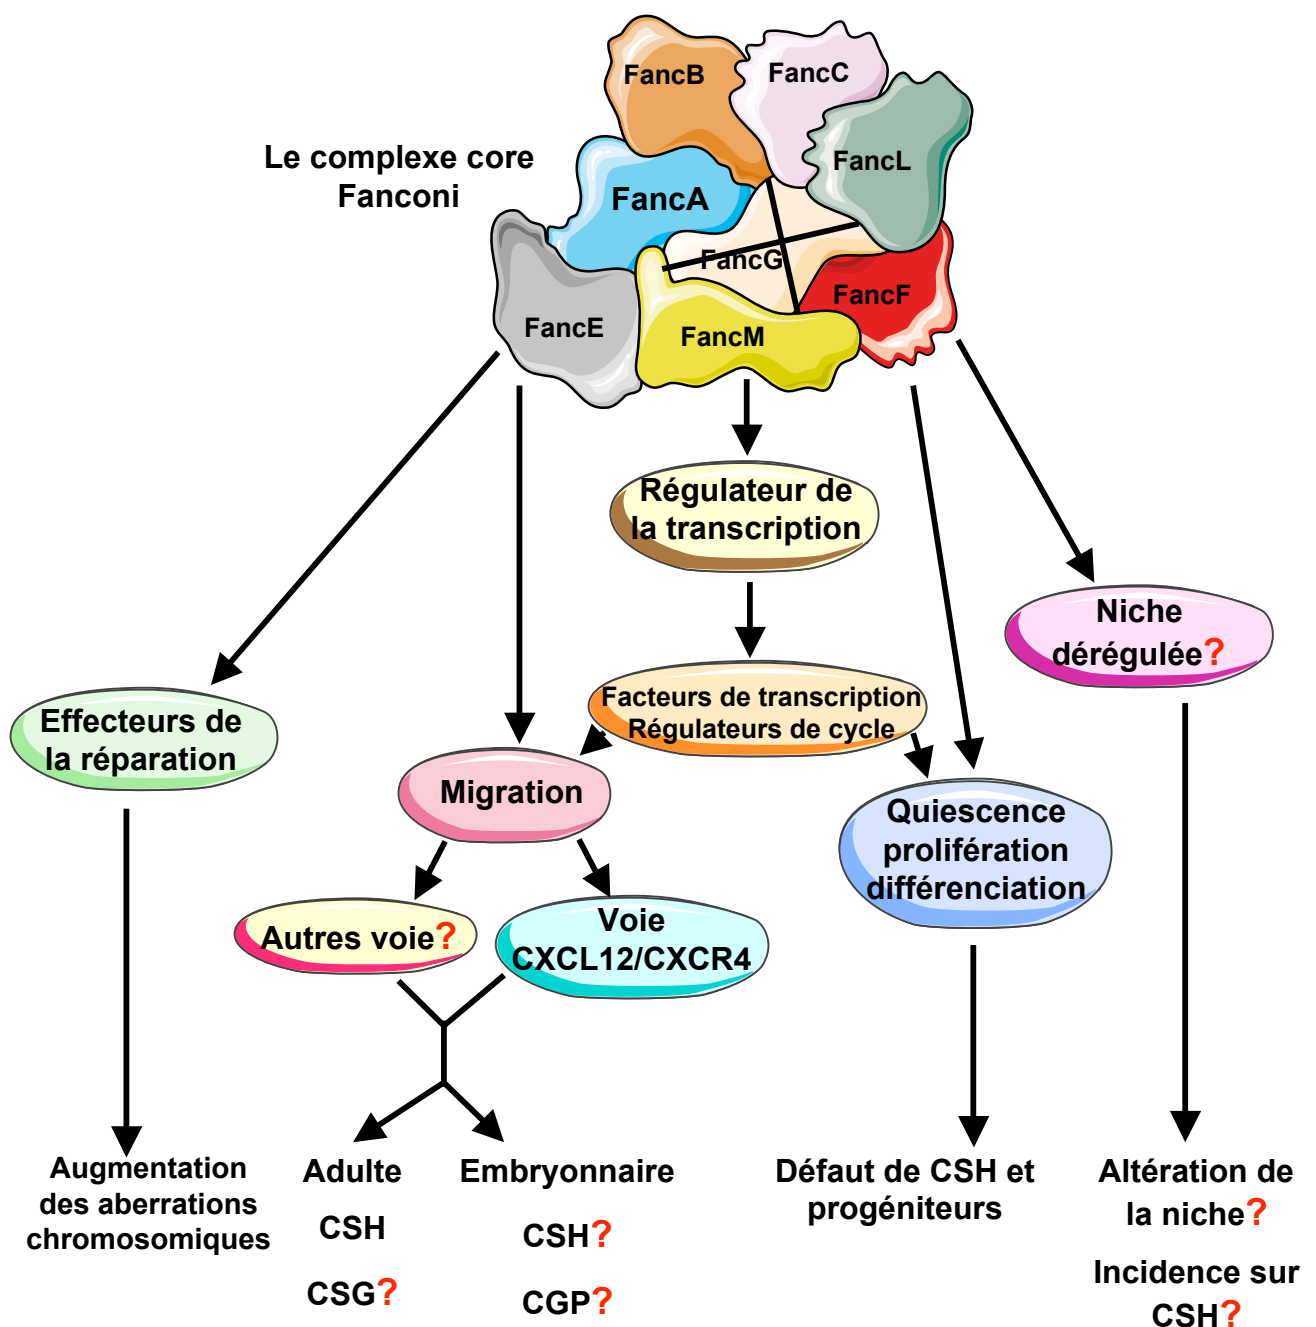 FancB
FancC
FancL
Le complexe core
Fanconi
FancA
FancG
FancF
FancE
FancM
Régulateur de
la transcription
Niche
dérégulée?
Facteurs de transcription
Régulateurs de cycle
Effecteurs de
la réparation
Migration
Quiescence
prolifération
différenciation
Autres voie?
Voie
CXCL12/CXCR4
Augmentation
des aberrations
chromosomiques
Adulte
CSH
CSG?
Embryonnaire
CSH?
CGP?
Défaut de CSH et
progéniteurs
Altération de
la niche?
Incidence sur
CSH?